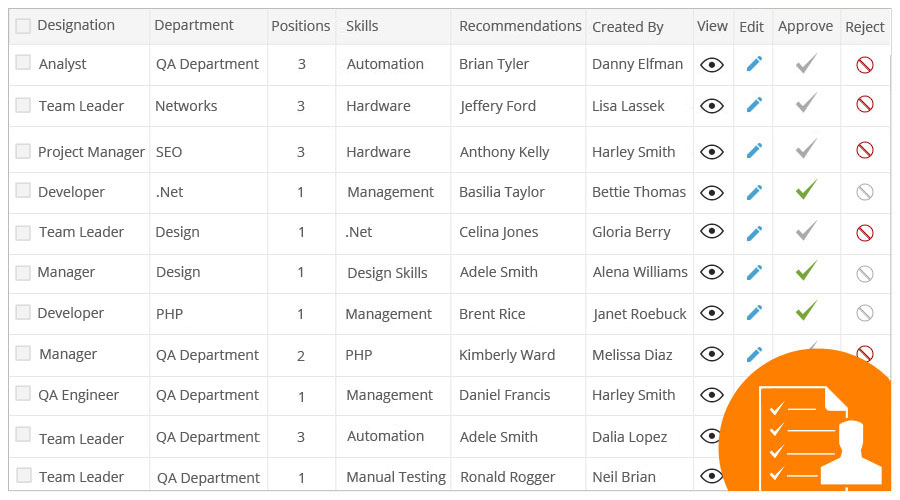 Designation Department Positions Skills Recommendations Created By View Edit Approve Reject
Analyst QA Department 3 Automation Brian Tyler Danny Elfman
Team Leader Networks 3 Hardware Jeffery Ford Lisa Lassek
Project Manager SEO 3 Hardware Anthony Kelly Harley Smith
Developer .Net 1 Management Basilia Taylor Bettie Thomas
Team Leader Design 1 .Net Celina Jones Gloria Berry
Manager Design 1 Design Skills Adele Smith Alena Williams
Developer PHP 1 Management Brent Rice Janet Roebuck
Manager QA Department 2 PHP Kimberly Ward Melissa Diaz
QA Engineer QA Department 1 Management Daniel Francis Harley Smith
Team Leader QA Department 3 Automation Adele Smith Dalia Lopez
Team Leader QA Department 1 Manual Testing Ronald Rogger Neil Brian